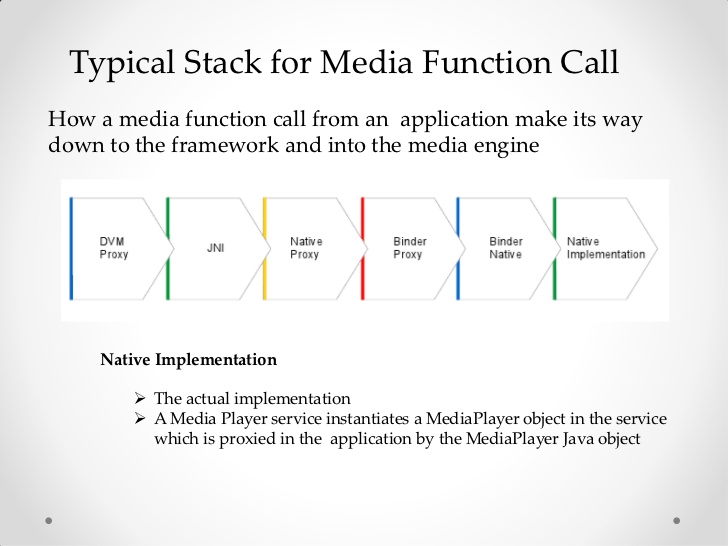 Typical Stack for Media Function Call
How a media function call from an application make its way
down to the framework and into the media engine
DVM
Proxy
JNI
Native
Proxy
Binder
Proxy
Binder
Native
Native
Implementation
Native Implementation
➢ The actual implementation
➢ A Media Player service instantiates a MediaPlayer object in the service
which is proxied in the application by the MediaPlayer Java object